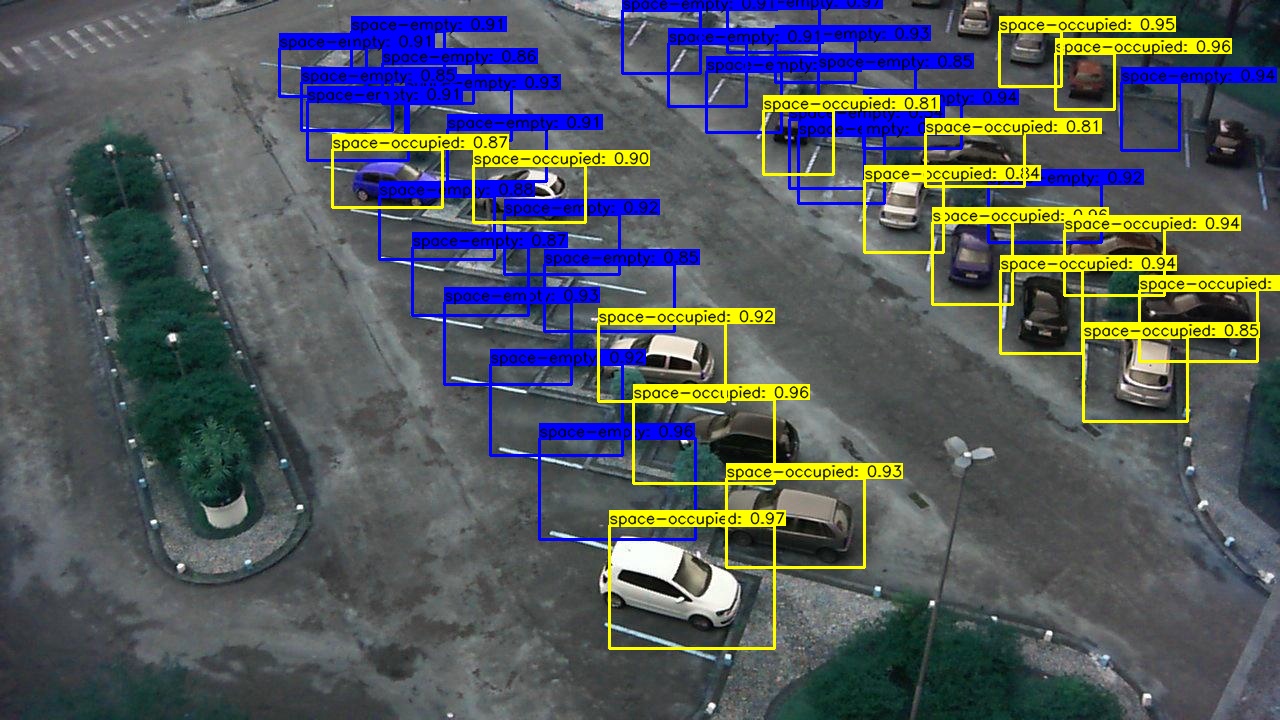 space-empty: 0.91
space-empty: 0.91
space-empty: 0.86
space-empty: 0.85
space-empty: 0.91
0.93
space-empty: 0.91
space-occupied: 0.87
space-occupied: 0.90
space-empty: 0.88
space-empty: 0.92
space-empty: 0.87
space-empty: 0.85
space-empty: 0.93
space-occupied: 0.92
space-empty: 0.92
space-occupied: 0.96
space-empty: 0.96
space-occupied: 0.93
space-occupied: 0.97
space-empty: 0.91
0.97
space-empty: 0.91
0.93
space-empty: 0.85
space-occupied: 0.95
space-occupied: 0.96
space-empty: 0.94
space-occupied: 0.81
0.94
space-occupied: 0.81
space-occupied: 0.84
0.92
space-occupied: 0.96
space-occupied: 0.94
space-occupied: 0.94
space-occupied:
space-occupied: 0.85